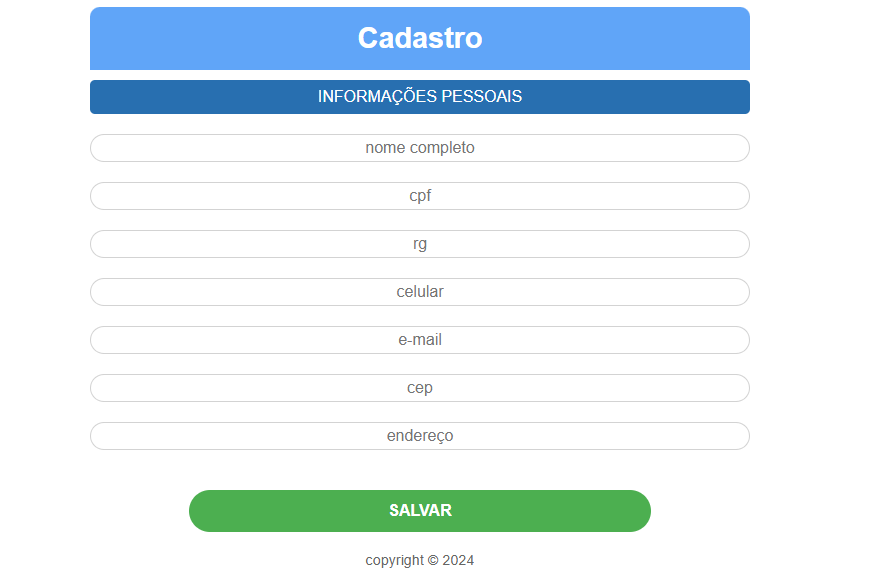 Cadastro
INFORMAÇÕES PESSOAIS
nome completo
cpf
rg
celular
e-mail
cep
endereço
SALVAR
copyright © 2024